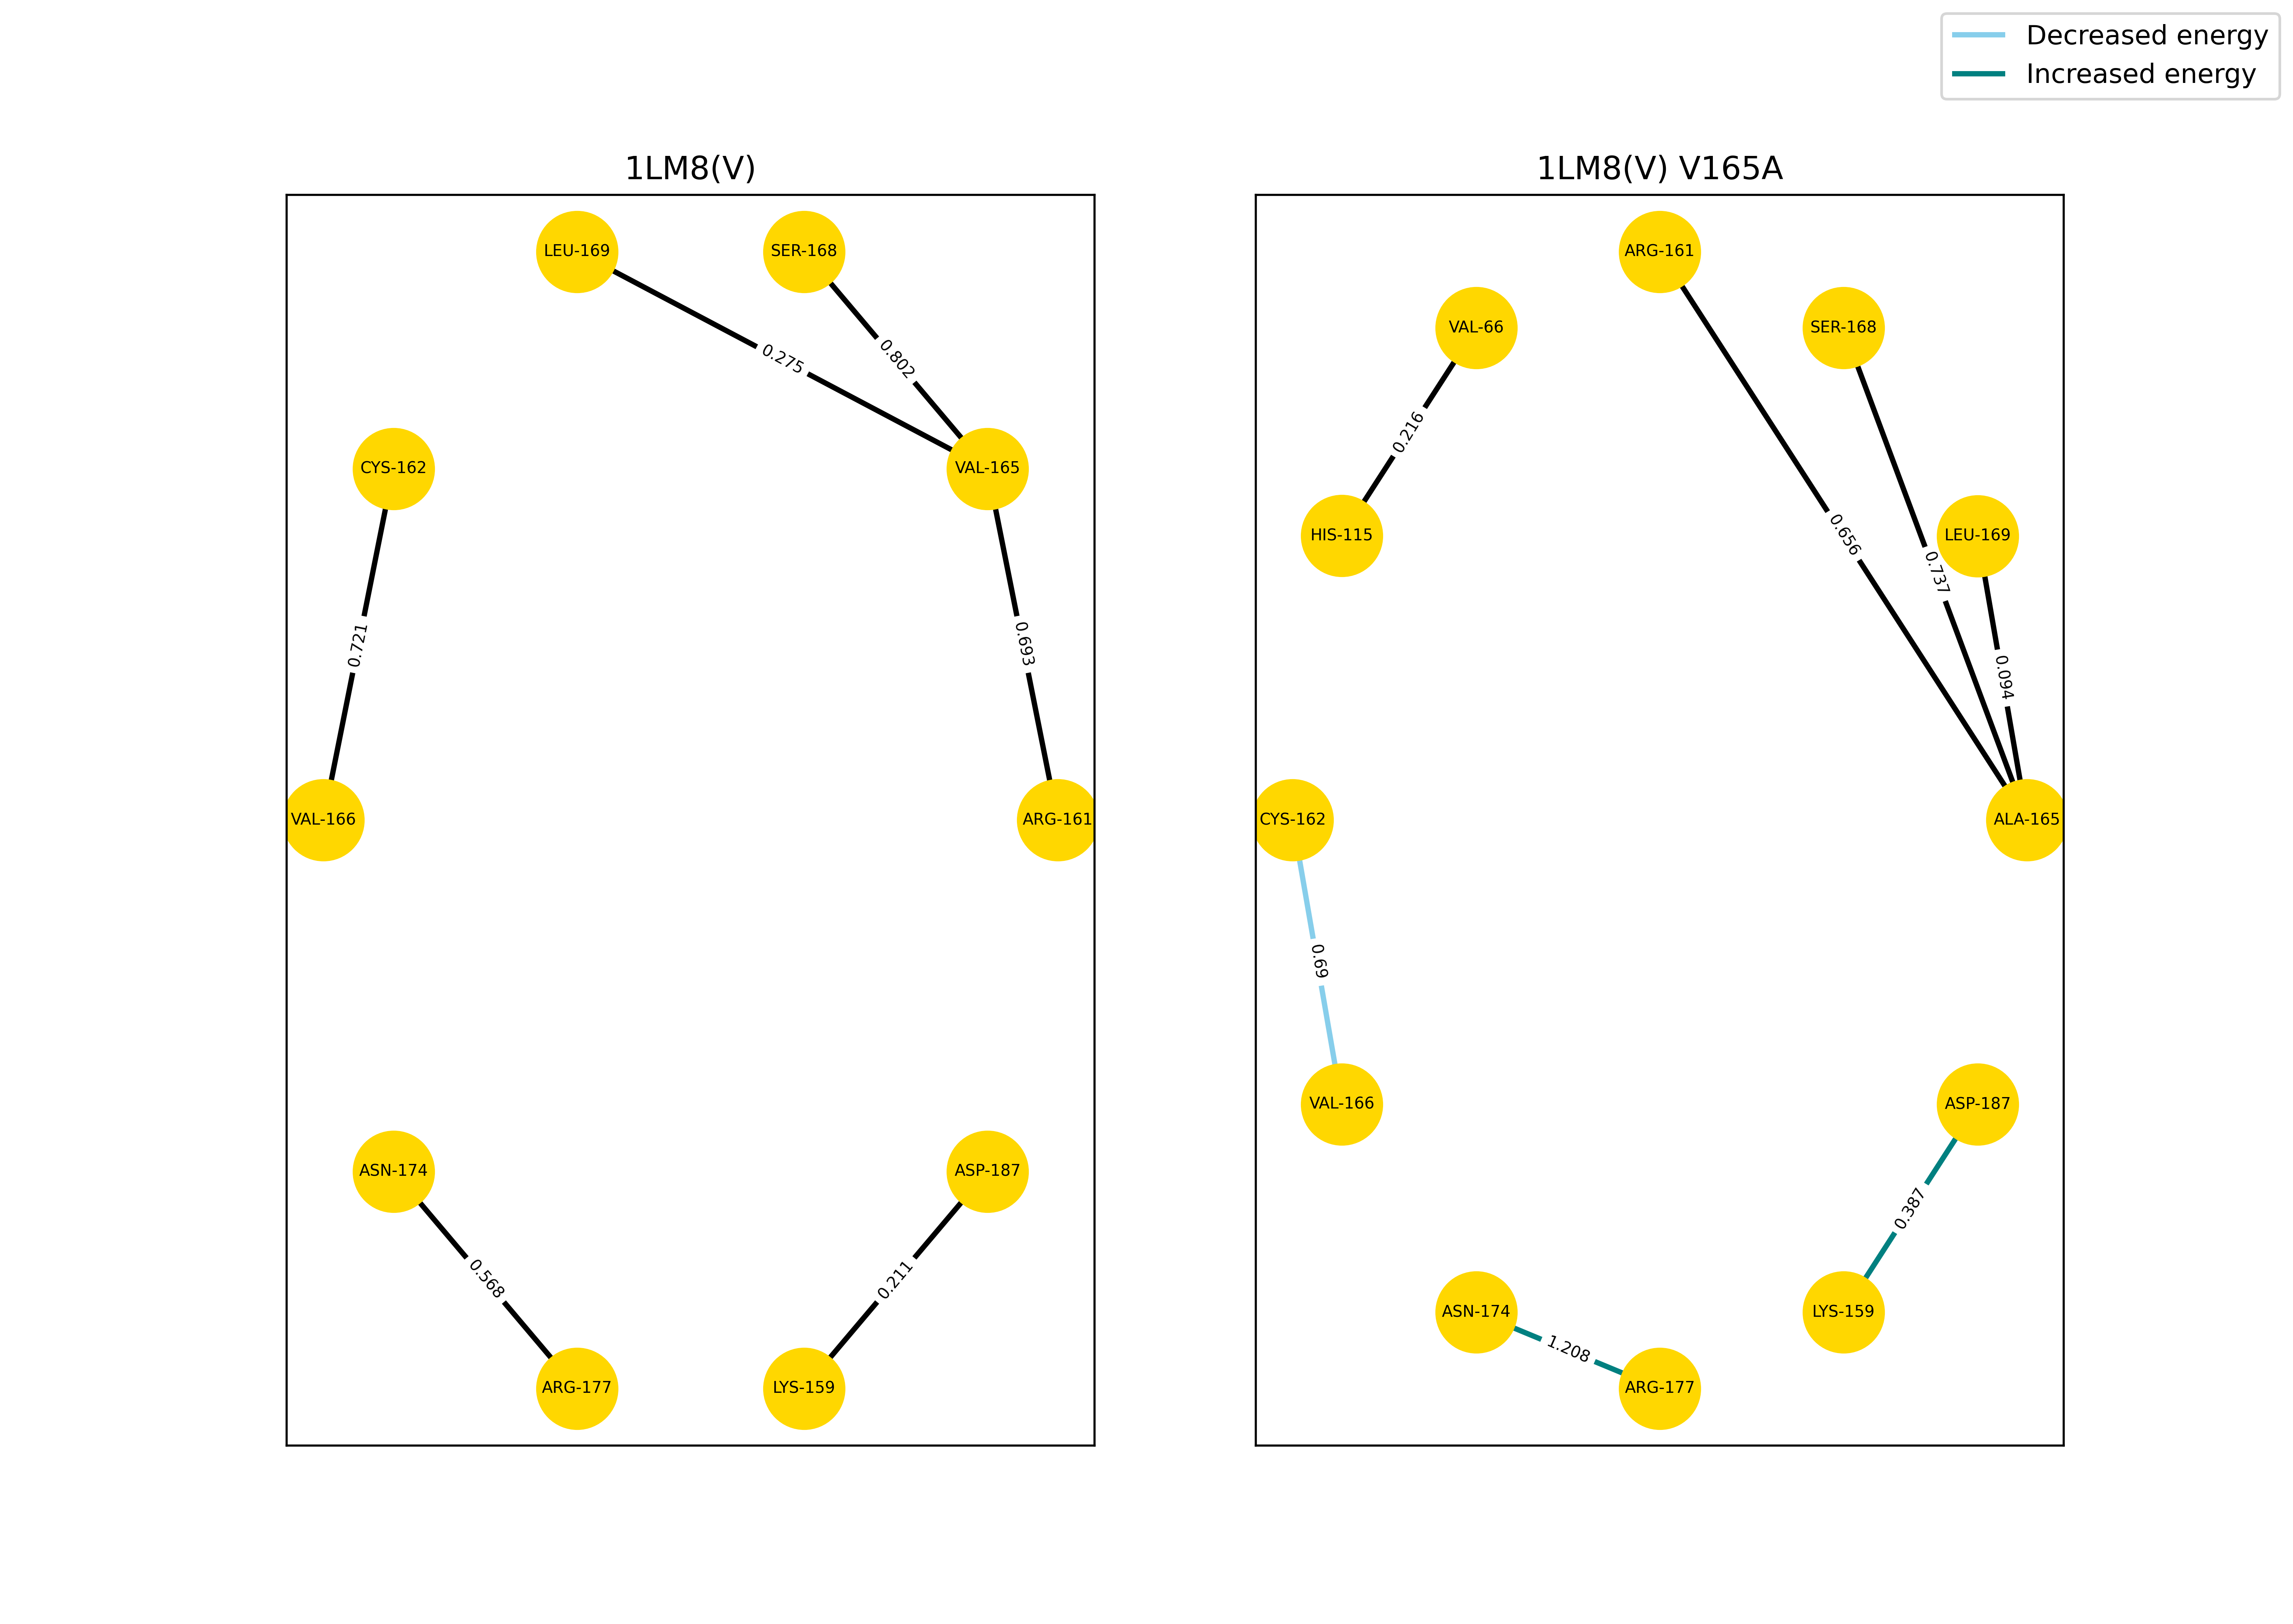 Decreased energy
Increased energy
1LM8(V)
LEU-169
SER-168
0.275
0.802
CYS-162
VAL-165
0.721
0.693
VAL-166
ARG-161
ASN-174
ASP-187
0.568
0.211
ARG-177
LYS-159
1LM8(V) V165A
ARG-161
VAL-66
SER-168
0.216
HIS-115
LEU-169
0.656
0.737
0.094
CYS-162
ALA-165
0.69
VAL-166
ASP-187
0.387
ASN-174
LYS-159
1.208
ARG-177